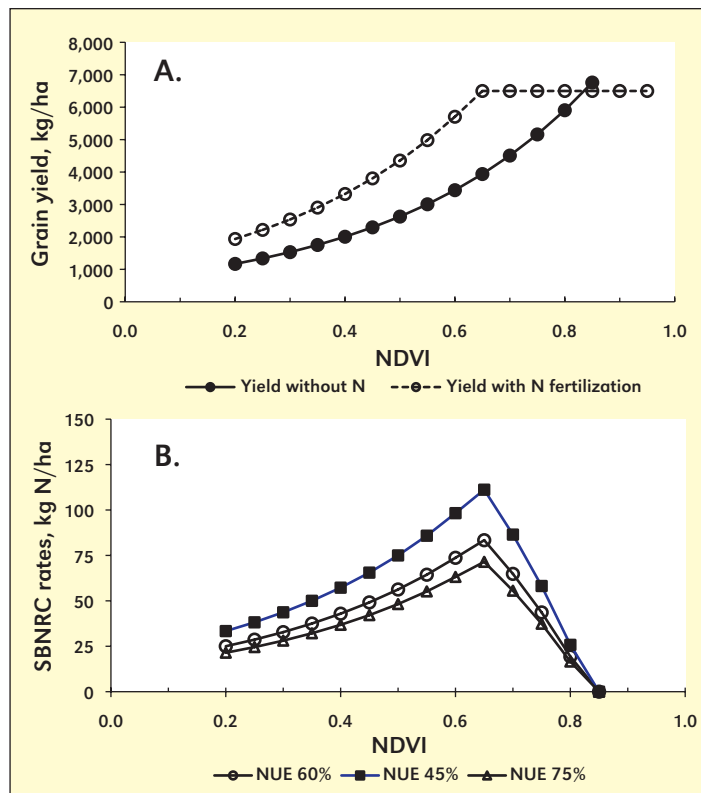 A.
Grain yield, kg/ha
8,000
7,000
6,000
5,000
4,000
3,000
2,000
1,000
0
0.0 0.2 0.4 0.6 0.8 1.0
NDVI
Yield without N Yield with N fertilization
B.
SBNRC rates, kg N/ha
150
125
100
75
50
25
0
0.0 0.2 0.4 0.6 0.8 1.0
NDVI
NUE 60% NUE 45% NUE 75%